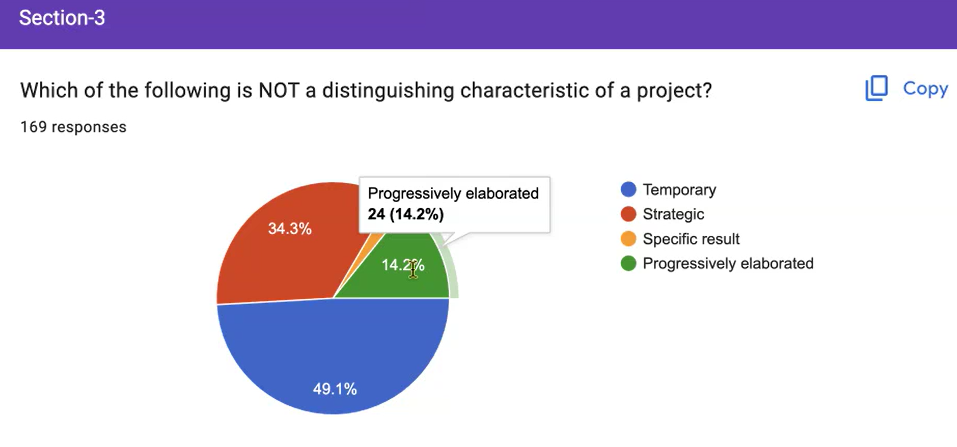 Section-3
Which of the following is NOT a distinguishing characteristic of a project?
Copy
169 responses
Progressively elaborated
24 (14.2%)
34.3%
14.2%
49.1%
Temporary
Strategic
Specific result
Progressively elaborated